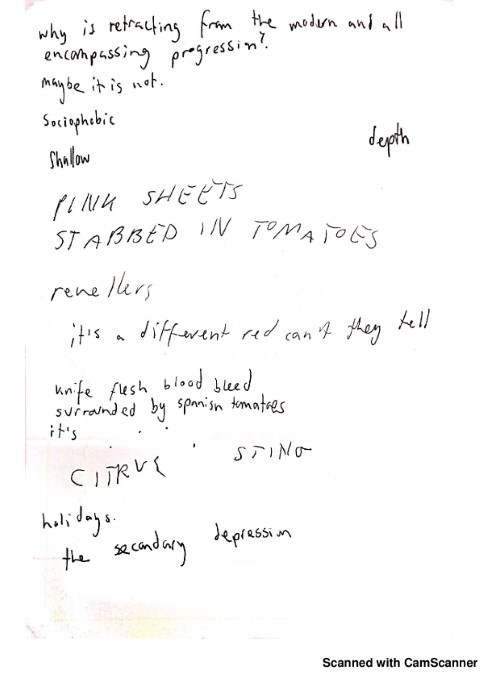 why is retracting from the modern and all
encompassing progression?
maybe it is not.
Sociophobic
depth
Shallow
PINK SHEETS
STABBED IN TOMATOES
revellers
it's a different red can't they tell
knife flesh blood bleed
surrounded by spanish tomatoes
it's
CITRUS STING
holidays.
the secondary depression
Scanned with CamScanner